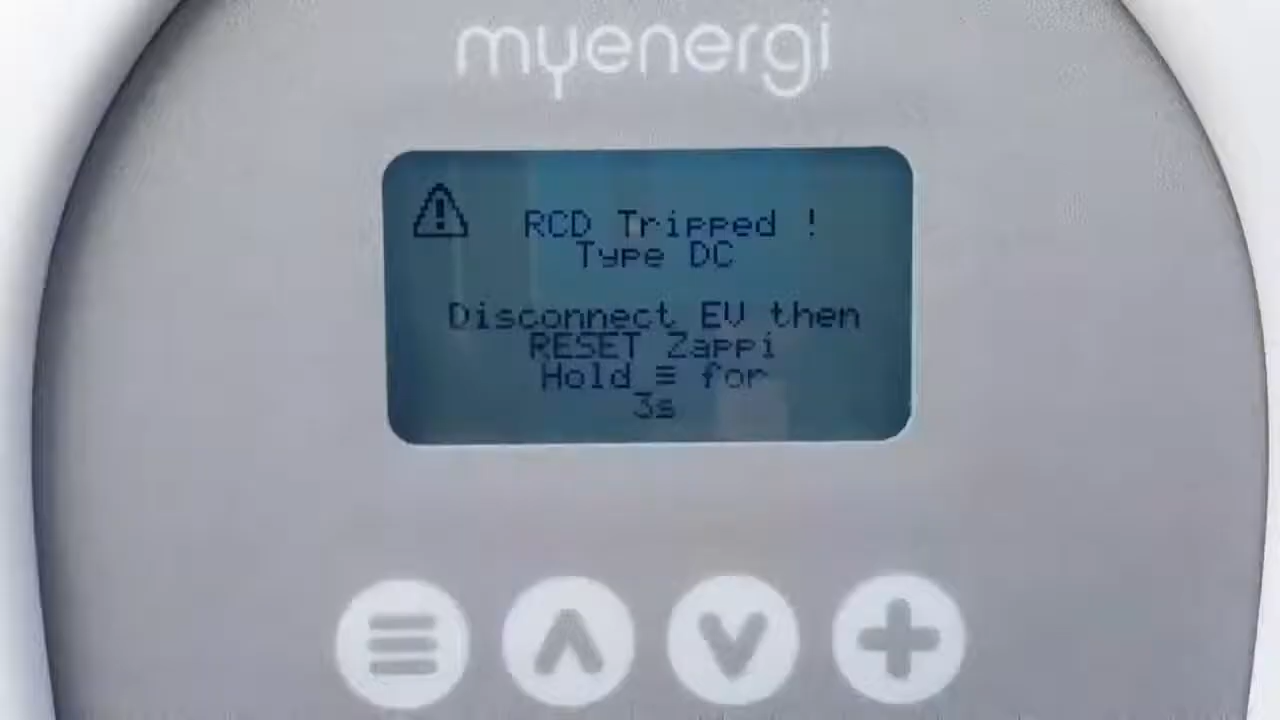 myenergi
RCD Tripped !
Type DC
Disconnect EV then
RESET Zappi
Hold ≡ for
3s